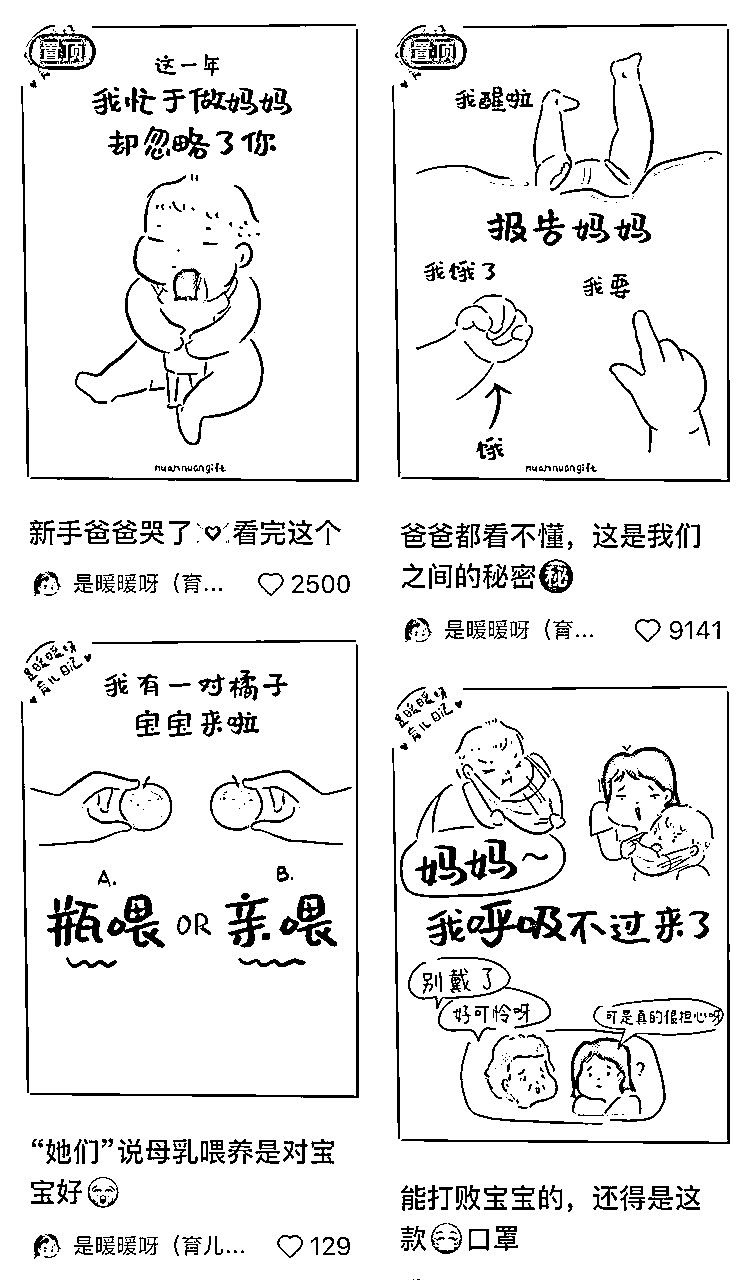 置顶
这一年
我忙于做妈妈
却忽略了你
nuannuangift
新手爸爸哭了 看完这个
是暖暖呀（育...
2500
置顶
我醒啦
报告妈妈
我饿了
我要
饿
nuannuangift
爸爸都看不懂，这是我们
之间的秘密㊙
是暖暖呀（育...
9141
是暖暖呀
育儿日记
我有一对橘子
宝宝来啦
A. B.
瓶喂 OR 亲喂
“她们”说母乳喂养是对宝
宝好
是暖暖呀（育儿...
129
是暖暖呀
育儿日记
妈妈~
我呼吸不过来了
别戴了
好可怜呀
可是真的很担心呀
?
能打败宝宝的，还得是这
款 口罩